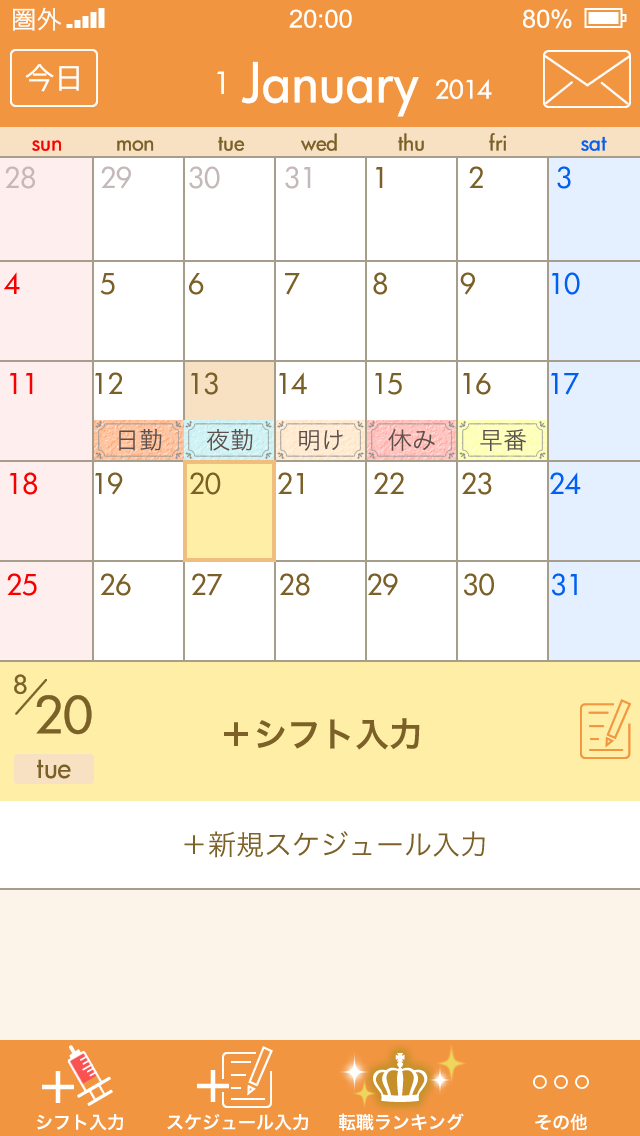 圏外 20:00 80%
今日 1 January 2014
sun mon tue wed thu fri sat
28 29 30 31 1 2 3
4 5 6 7 8 9 10
11 12 13 14 15 16 17
日勤 夜勤 明け 休み 早番
18 19 20 21 22 23 24
25 26 27 28 29 30 31
8/20 +シフト入力
tue
+新規スケジュール入力
シフト入力 スケジュール入力 転職ランキング その他